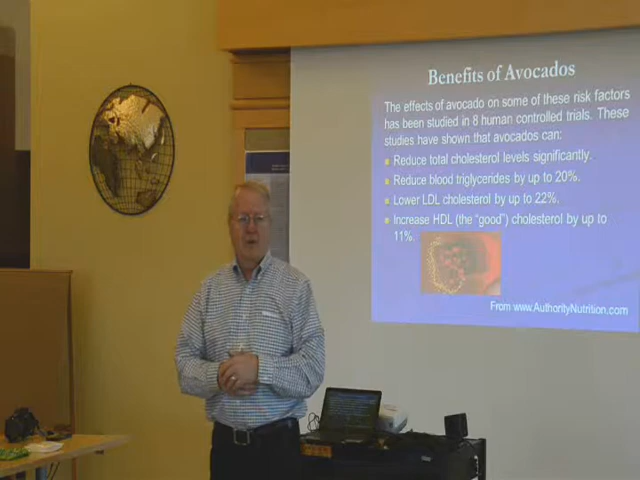 Benefits of Avocados
The effects of avocado on some of these risk factors
has been studied in 8 human controlled trials. These
studies have shown that avocados can:
Reduce total cholesterol levels significantly.
Reduce blood triglycerides by up to 20%.
Lower LDL cholesterol by up to 22%.
Increase HDL (the "good") cholesterol by up to
11%.
From www.AuthorityNutrition.com